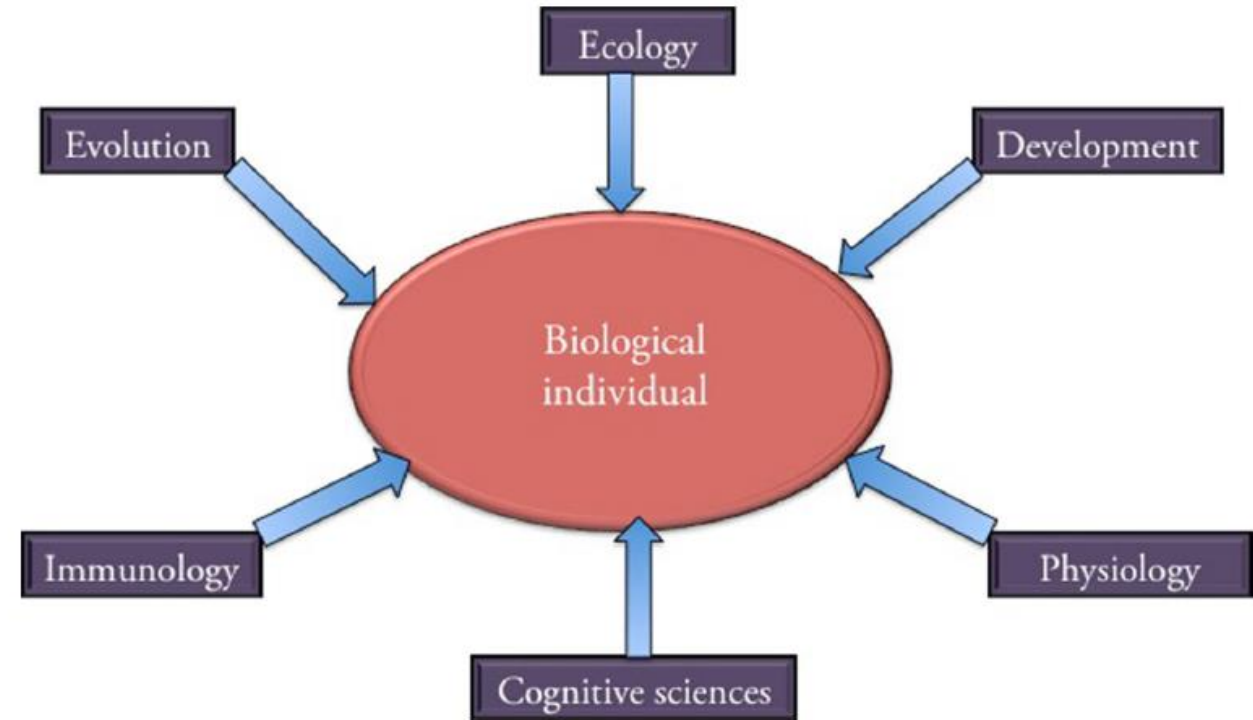 Ecology
Evolution
Development
Biological
individual
Immunology
Physiology
Cognitive sciences